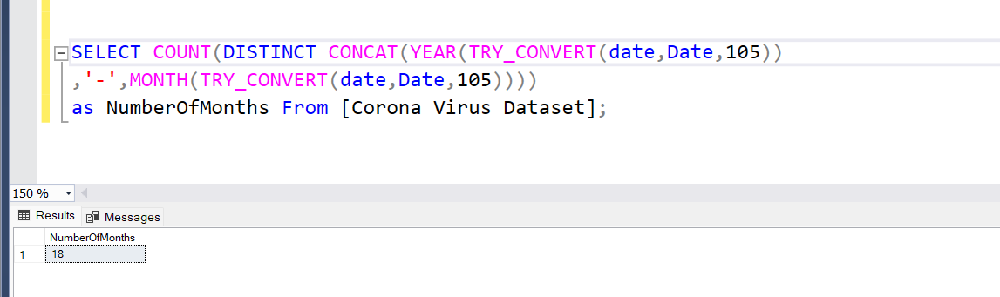 SELECT COUNT(DISTINCT CONCAT(YEAR(TRY_CONVERT(date,Date,105))
,'-',MONTH(TRY_CONVERT(date,Date,105))))
as NumberOfMonths From [Corona Virus Dataset];
150 %
Results Messages
NumberOfMonths
1 18